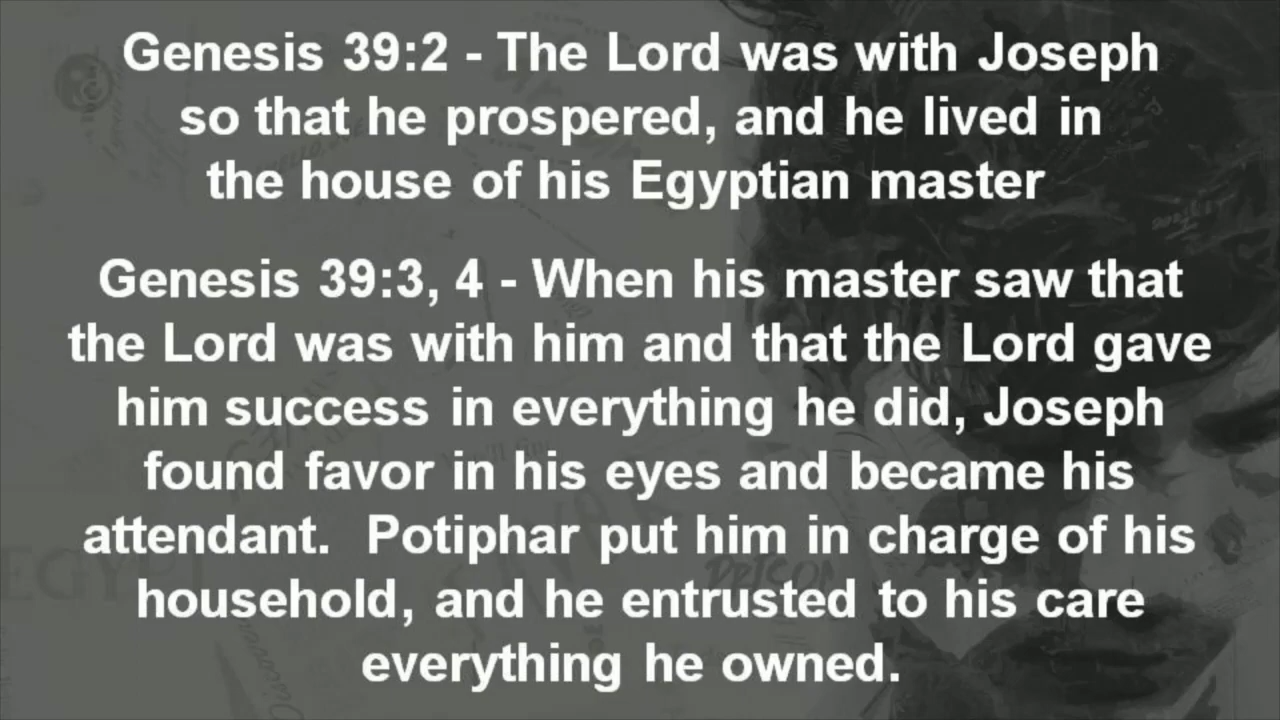 Genesis 39:2 - The Lord was with Joseph
so that he prospered, and he lived in
the house of his Egyptian master
Genesis 39:3, 4 - When his master saw that
the Lord was with him and that the Lord gave
him success in everything he did, Joseph
found favor in his eyes and became his
attendant.  Potiphar put him in charge of his
household, and he entrusted to his care
everything he owned.
EGYPT
PRISON